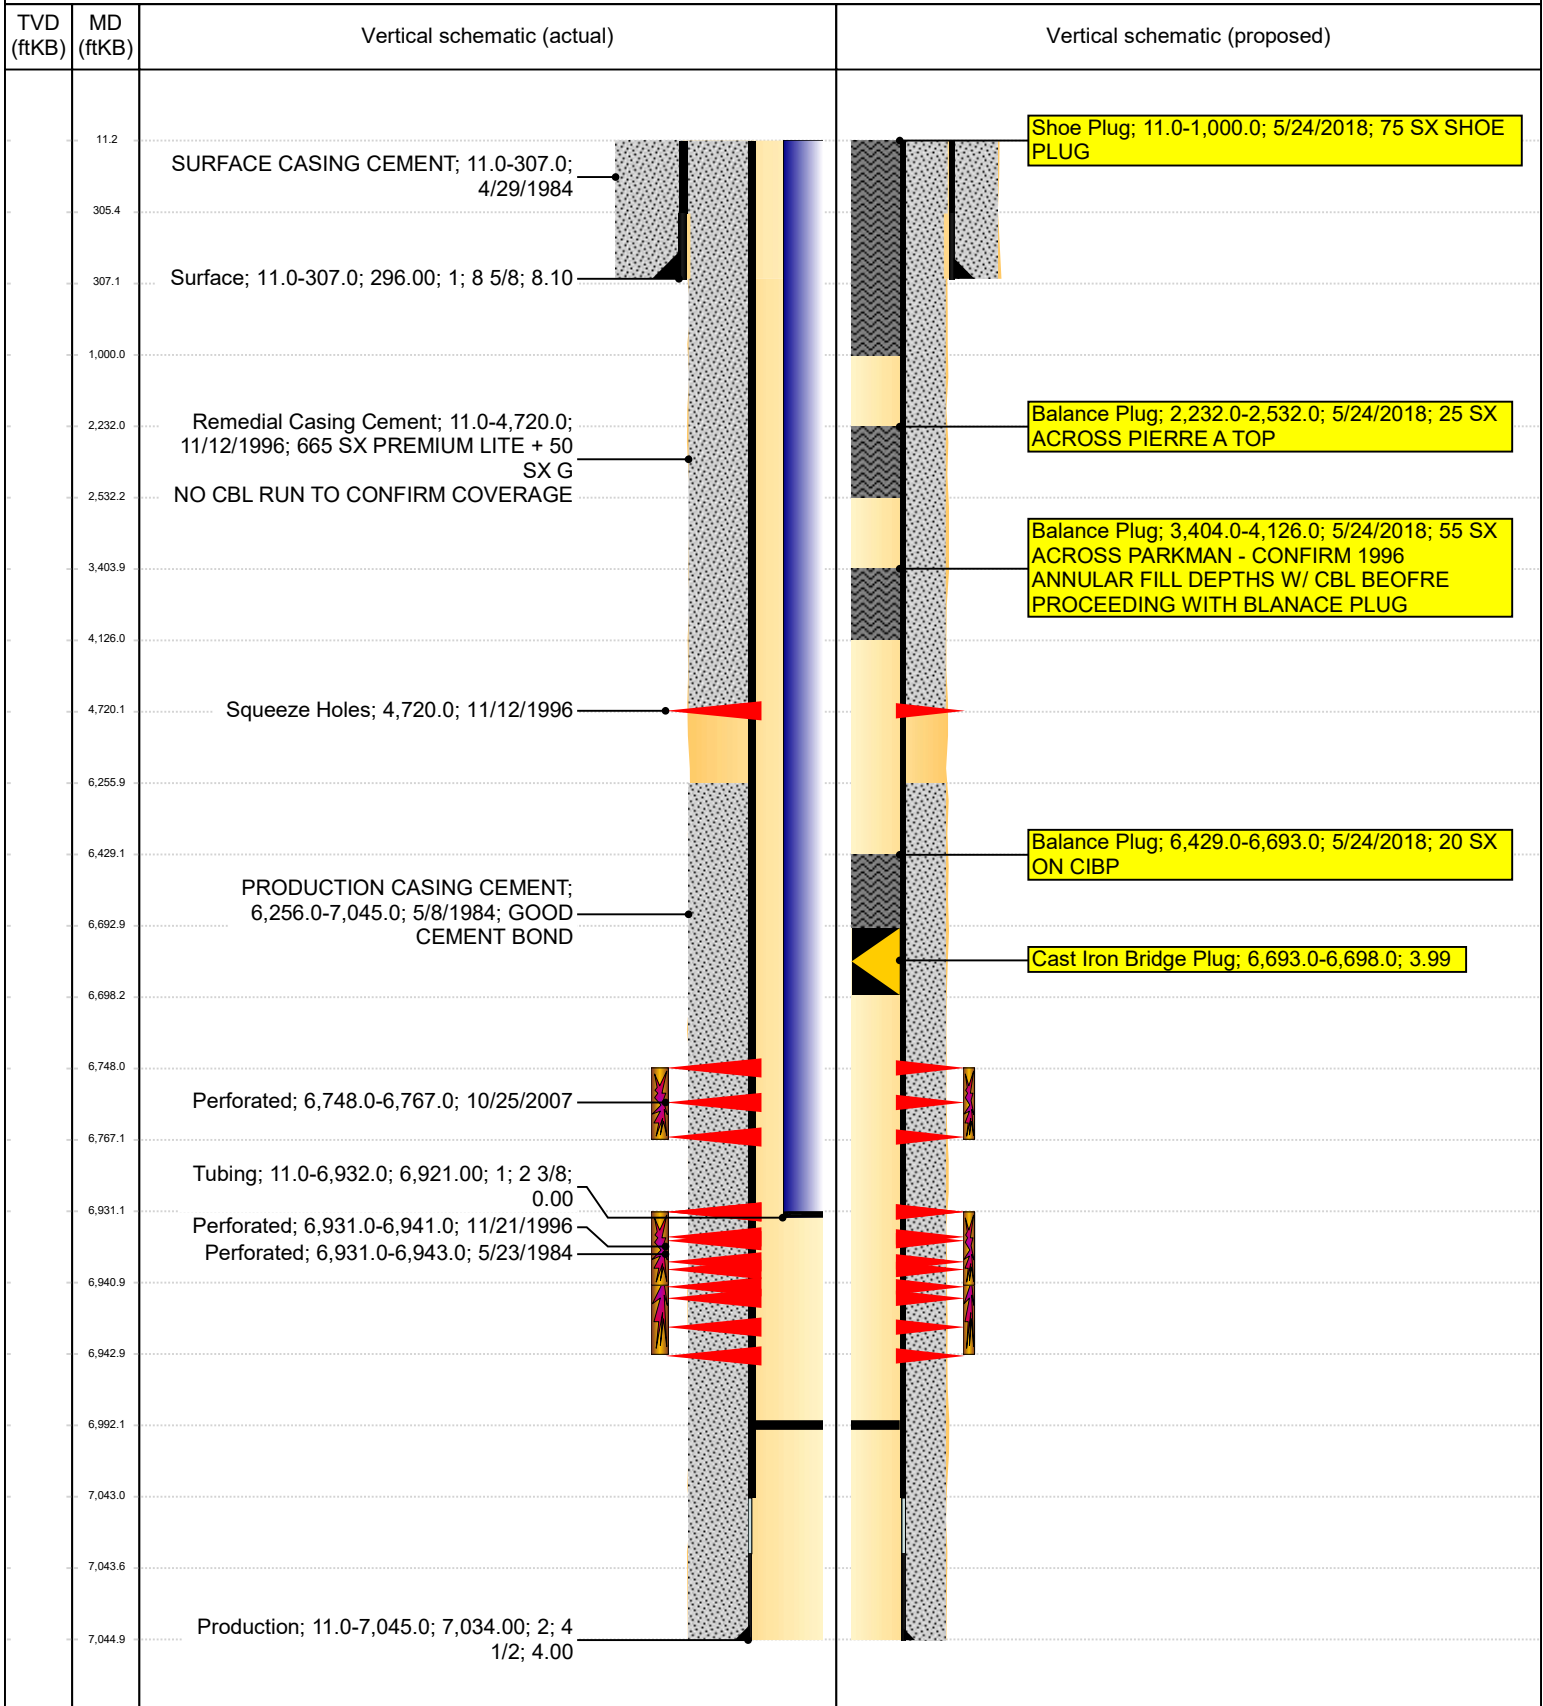 TVD
(ftKB)
MD
(ftKB)
Vertical schematic (actual)
Vertical schematic (proposed)
11.2
305.4
307.1
1,000.0
2,232.0
2,532.2
3,403.9
4,126.0
4,720.1
6,255.9
6,429.1
6,692.9
6,698.2
6,748.0
6,767.1
6,931.1
6,940.9
6,942.9
6,992.1
7,043.0
7,043.6
7,044.9
SURFACE CASING CEMENT; 11.0-307.0;
4/29/1984
Surface; 11.0-307.0; 296.00; 1; 8 5/8; 8.10
Remedial Casing Cement; 11.0-4,720.0;
11/12/1996; 665 SX PREMIUM LITE + 50
SX G
NO CBL RUN TO CONFIRM COVERAGE
Squeeze Holes; 4,720.0; 11/12/1996
PRODUCTION CASING CEMENT;
6,256.0-7,045.0; 5/8/1984; GOOD
CEMENT BOND
Perforated; 6,748.0-6,767.0; 10/25/2007
Tubing; 11.0-6,932.0; 6,921.00; 1; 2 3/8;
0.00
Perforated; 6,931.0-6,941.0; 11/21/1996
Perforated; 6,931.0-6,943.0; 5/23/1984
Production; 11.0-7,045.0; 7,034.00; 2; 4
1/2; 4.00
Shoe Plug; 11.0-1,000.0; 5/24/2018; 75 SX SHOE
PLUG
Balance Plug; 2,232.0-2,532.0; 5/24/2018; 25 SX
ACROSS PIERRE A TOP
Balance Plug; 3,404.0-4,126.0; 5/24/2018; 55 SX
ACROSS PARKMAN - CONFIRM 1996
ANNULAR FILL DEPTHS W/ CBL BEOFRE
PROCEEDING WITH BLANACE PLUG
Balance Plug; 6,429.0-6,693.0; 5/24/2018; 20 SX
ON CIBP
Cast Iron Bridge Plug; 6,693.0-6,698.0; 3.99